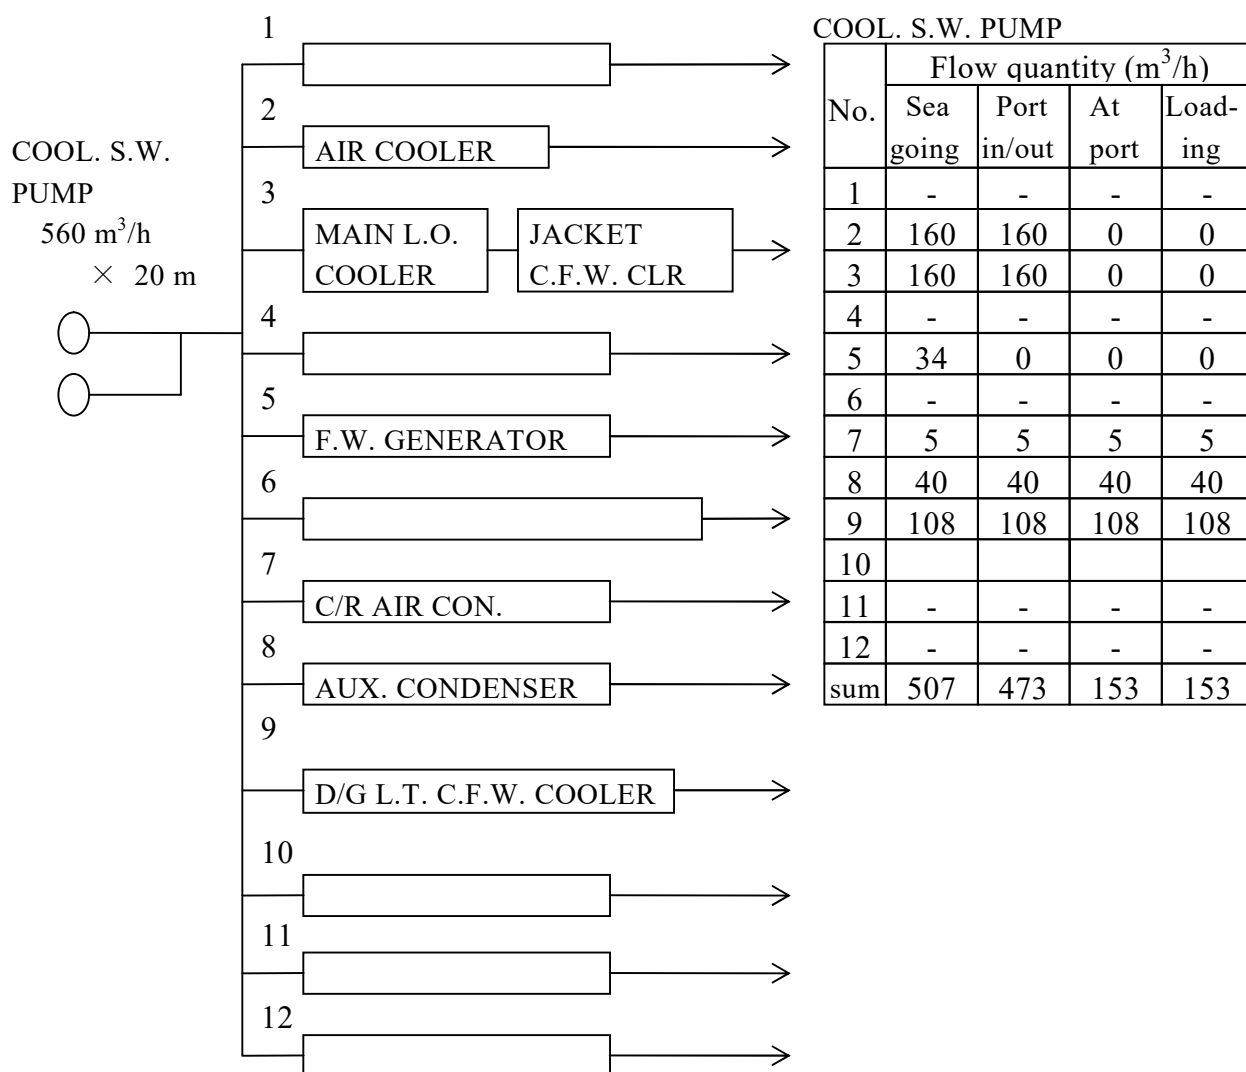 1
2
AIR COOLER
COOL. S.W.
PUMP
560 m³/h
× 20 m
3
MAIN L.O.
COOLER
JACKET
C.F.W. CLR
4
5
F.W. GENERATOR
6
7
C/R AIR CON.
8
AUX. CONDENSER
9
D/G L.T. C.F.W. COOLER
10
11
12
COOL. S.W. PUMP
No. Flow quantity (m³/h)
Sea going Port in/out At port Load-ing
1 - - - -
2 160 160 0 0
3 160 160 0 0
4 - - - -
5 34 0 0 0
6 - - - -
7 5 5 5 5
8 40 40 40 40
9 108 108 108 108
10
11 - - - -
12 - - - -
sum 507 473 153 153